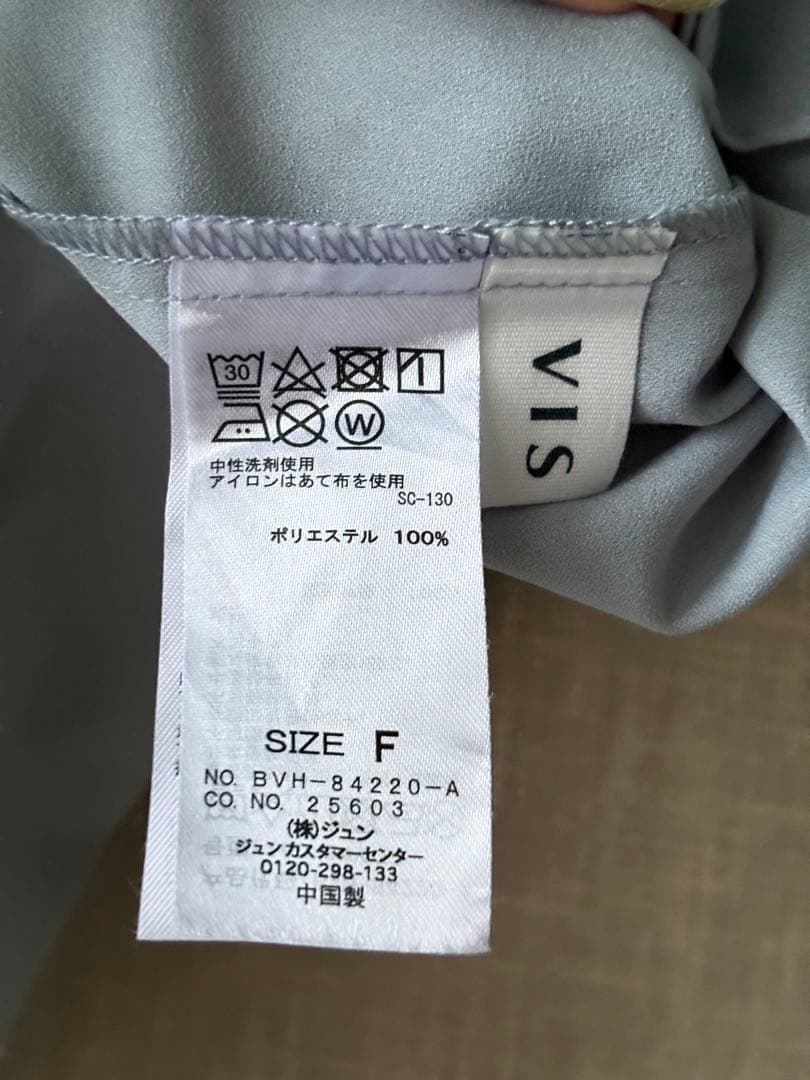 30
W
中性洗剤使用
アイロンはあて布を使用
SC-130
ポリエステル 100%
SIZE F
NO. BVH-84220-A
CO. NO. 25603
(株)ジュン
ジュンカスタマーセンター
0120-298-133
中国製
VIS